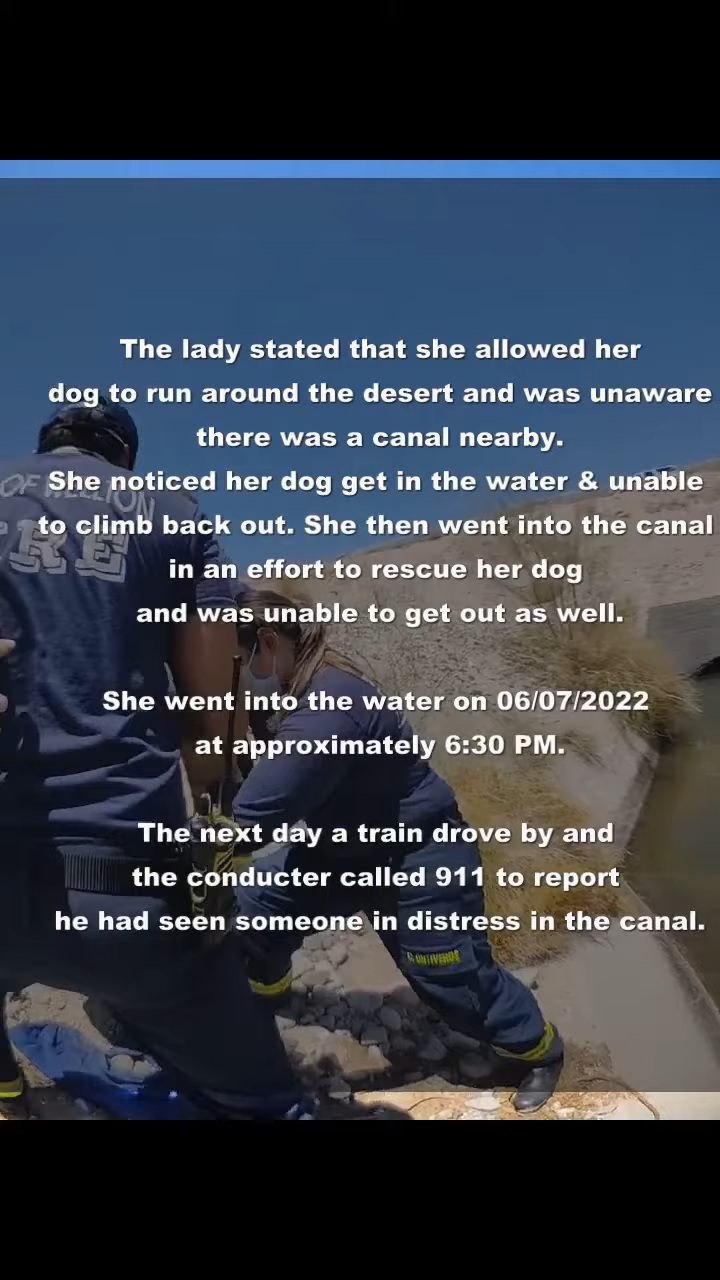 The lady stated that she allowed her
dog to run around the desert and was unaware
there was a canal nearby.
She noticed her dog get in the water & unable
to climb back out. She then went into the canal
in an effort to rescue her dog
and was unable to get out as well.
She went into the water on 06/07/2022
at approximately 6:30 PM.
The next day a train drove by and
the conducter called 911 to report
he had seen someone in distress in the canal.
OF WELLTON